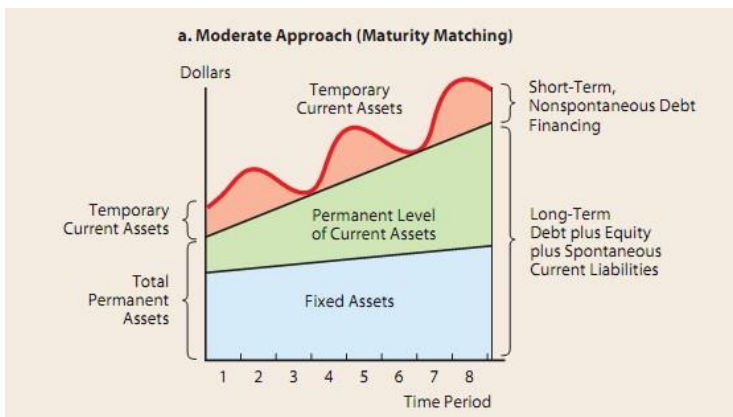 a. Moderate Approach (Maturity Matching)
Dollars
Temporary
Current Assets
Short-Term,
Nonspontaneous Debt
Financing
Temporary
Current Assets
Permanent Level
of Current Assets
Long-Term
Debt plus Equity
plus Spontaneous
Current Liabilities
Total
Permanent
Assets
Fixed Assets
1 2 3 4 5 6 7 8
Time Period